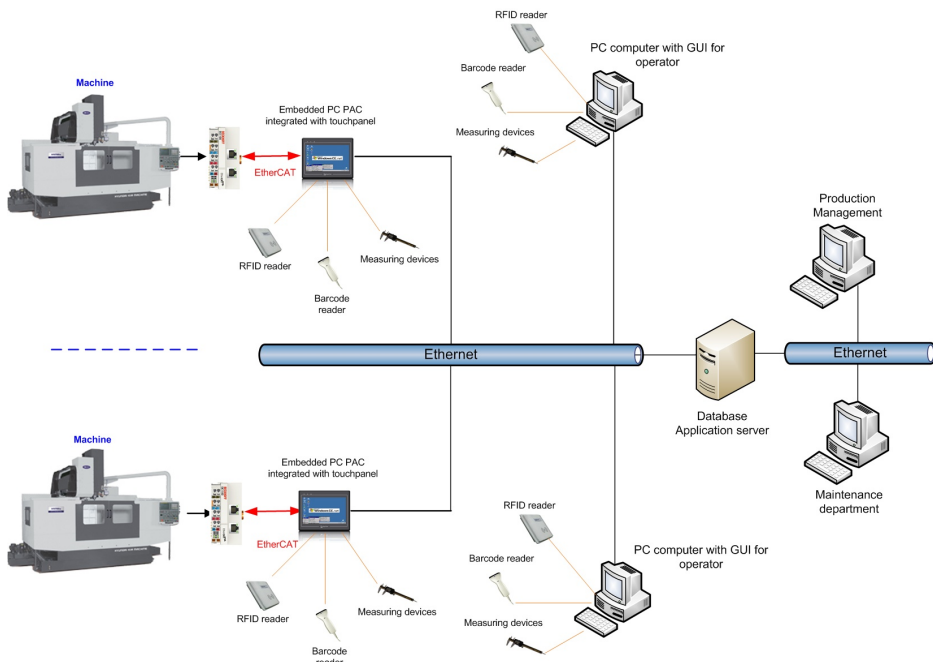 RFID reader
PC computer with GUI for
operator
Barcode reader
Measuring devices
Machine
Embedded PC PAC
integrated with touchpanel
EtherCAT
RFID reader
Measuring devices
Barcode
reader
Production
Management
Ethernet
Ethernet
Database
Application server
Machine
Embedded PC PAC
integrated with touchpanel
EtherCAT
RFID reader
Measuring devices
Barcode
reader
RFID reader
PC computer with GUI for
operator
Barcode reader
Measuring devices
Maintenance
department